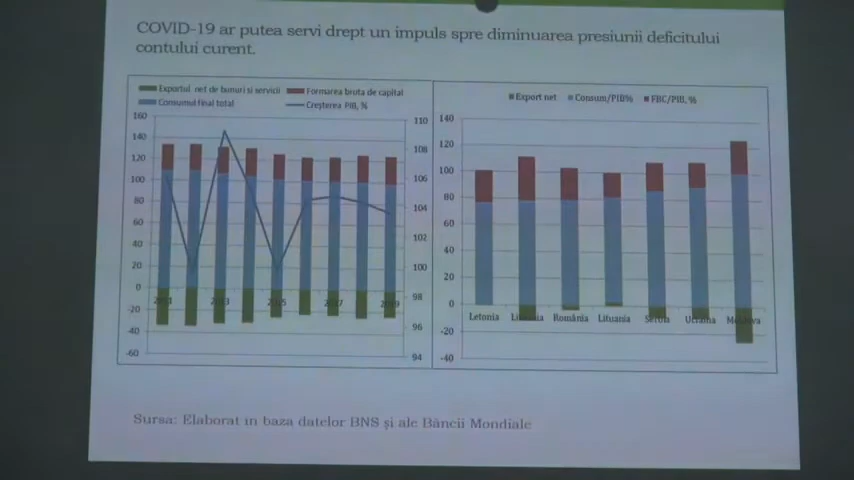 COVID-19 ar putea servi drept un impuls spre diminuarea presiunii deficitului
contului curent.
Exportul net de bunuri si servicii
Formarea bruta de capital
Consumul final total
Creșterea PIB, %
160
140
120
100
80
60
40
20
0
-20
-40
-60
110
108
106
104
102
100
98
96
94
2011
2013
2015
2017
2019
Export net
Consum/PIB%
FBC/PIB, %
140
120
100
80
60
40
20
0
-20
-40
Letonia
România
Lituania
Serbia
Ucraina
Moldova
Sursa: Elaborat in baza datelor BNS și ale Băncii Mondiale